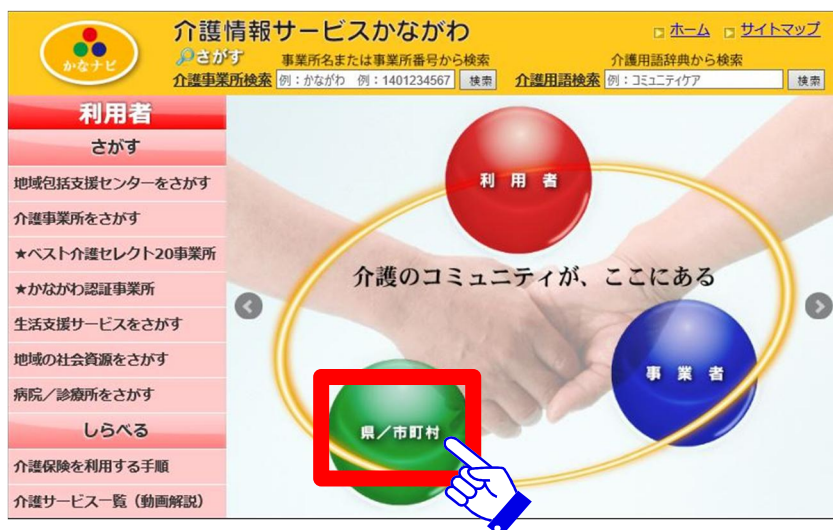 かなナビ
介護情報サービスかながわ
ホーム サイトマップ
さがす
事業所名または事業所番号から検索
介護用語辞典から検索
介護事業所検索 例：かながわ 例：1401234567 検索
介護用語検索 例：コミュニティケア 検索
利用者
さがす
地域包括支援センターをさがす
介護事業所をさがす
★ベスト介護セレクト20事業所
★かながわ認証事業所
生活支援サービスをさがす
地域の社会資源をさがす
病院／診療所をさがす
しらべる
介護保険を利用する手順
介護サービス一覧（動画解説）
利用者
介護のコミュニティが、ここにある
事業者
県／市町村